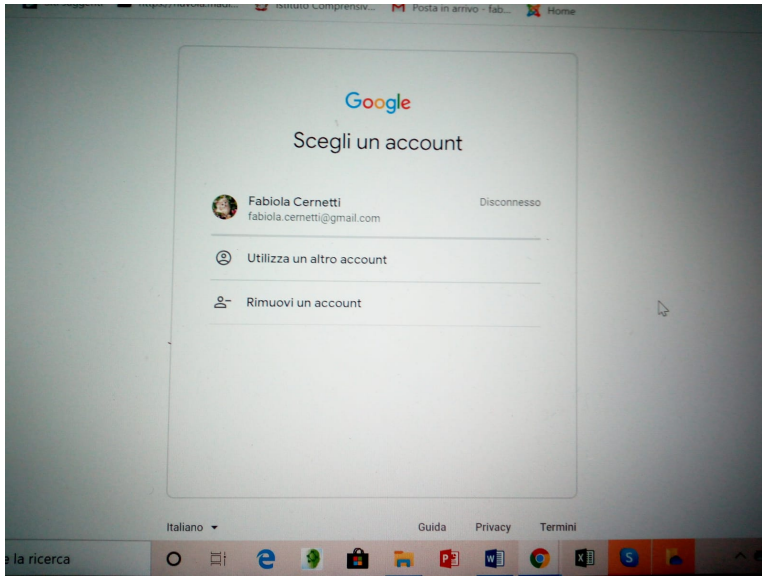 Istituto Comprensiv... Posta in arrivo - fab... Home
Google
Scegli un account
Fabiola Cernetti Disconnesso
fabiola.cernetti@gmail.com
Utilizza un altro account
Rimuovi un account
Italiano Guida Privacy Termini
la ricerca